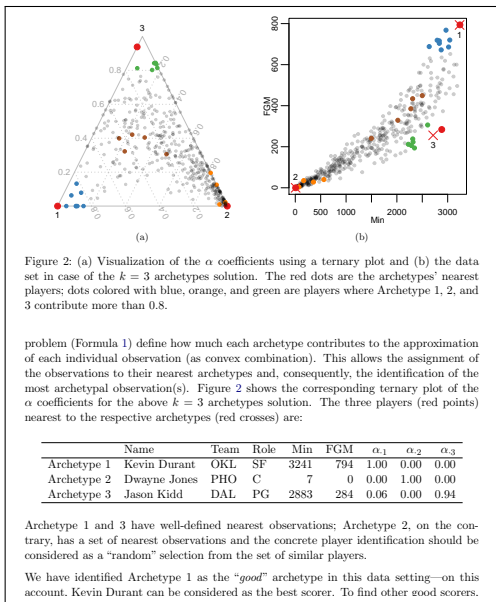 3
0.8
0.6
0.4
0.2
1
2
(a)
FGM
800
600
400
200
0
1
3
2
0
500
1000
2000
3000
Min
(b)
Figure 2: (a) Visualization of the α coefficients using a ternary plot and (b) the data
set in case of the k = 3 archetypes solution. The red dots are the archetypes' nearest
players; dots colored with blue, orange, and green are players where Archetype 1, 2, and
3 contribute more than 0.8.
problem (Formula 1) define how much each archetype contributes to the approximation
of each individual observation (as convex combination). This allows the assignment of
the observations to their nearest archetypes and, consequently, the identification of the
most archetypal observation(s). Figure 2 shows the corresponding ternary plot of the
α coefficients for the above k = 3 archetypes solution. The three players (red points)
nearest to the respective archetypes (red crosses) are:
Name Team Role Min FGM α.1 α.2 α.3
Archetype 1 Kevin Durant OKL SF 3241 794 1.00 0.00 0.00
Archetype 2 Dwayne Jones PHO C 7 0 0.00 1.00 0.00
Archetype 3 Jason Kidd DAL PG 2883 284 0.06 0.00 0.94
Archetype 1 and 3 have well-defined nearest observations; Archetype 2, on the con-
trary, has a set of nearest observations and the concrete player identification should be
considered as a "random" selection from the set of similar players.
We have identified Archetype 1 as the "good" archetype in this data setting—on this
account, Kevin Durant can be considered as the best scorer. To find other good scorers,